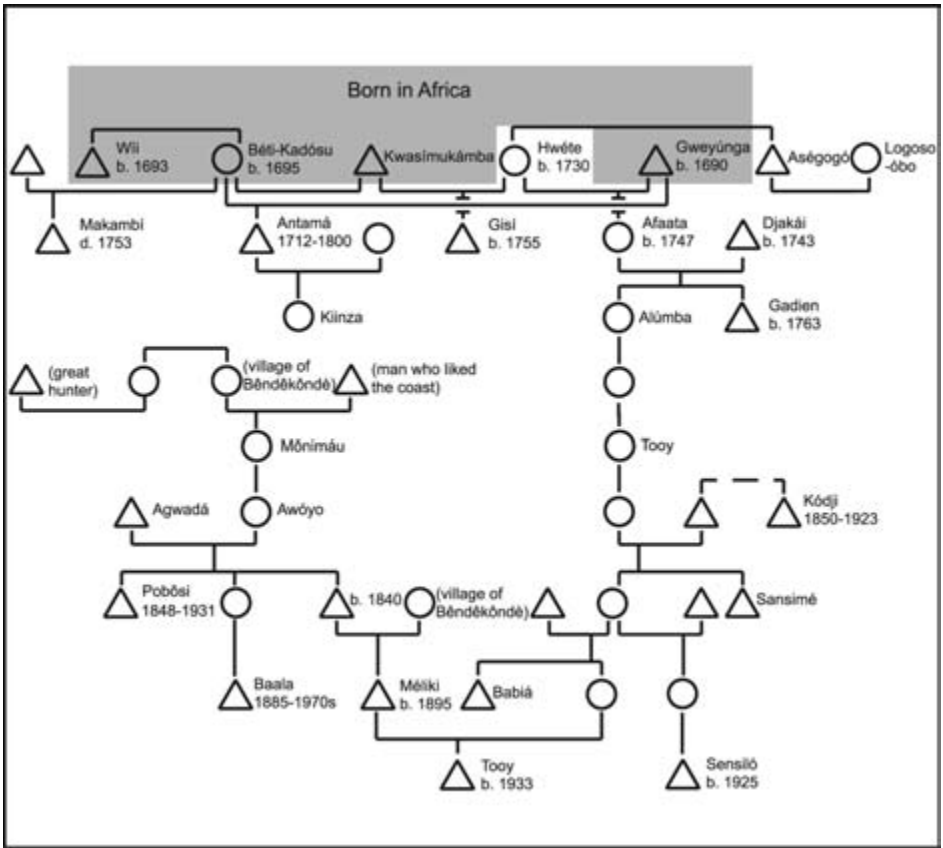 Born in Africa
Wíi
b. 1693
Béti-Kadósu
b. 1695
Kwasímukámba
Hwéte
b. 1730
Gweyúnga
b. 1690
Aségogó
Logoso
-óbo
Makambí
d. 1753
Antamá
1712-1800
Gisí
b. 1755
Afaata
b. 1747
Djakái
b. 1743
Kiínza
Alúmba
Gadien
b. 1763
(great
hunter)
(village of
Bêndêkôndè)
(man who liked
the coast)
Mǒnímáu
Tooy
Agwadá
Awóyo
Kódji
1850-1923
Pobôsi
1848-1931
b. 1840
(village of
Bêndêkôndè)
Sansimé
Baala
1885-1970s
Méliki
b. 1895
Babiá
Tooy
b. 1933
Sensiló
b. 1925